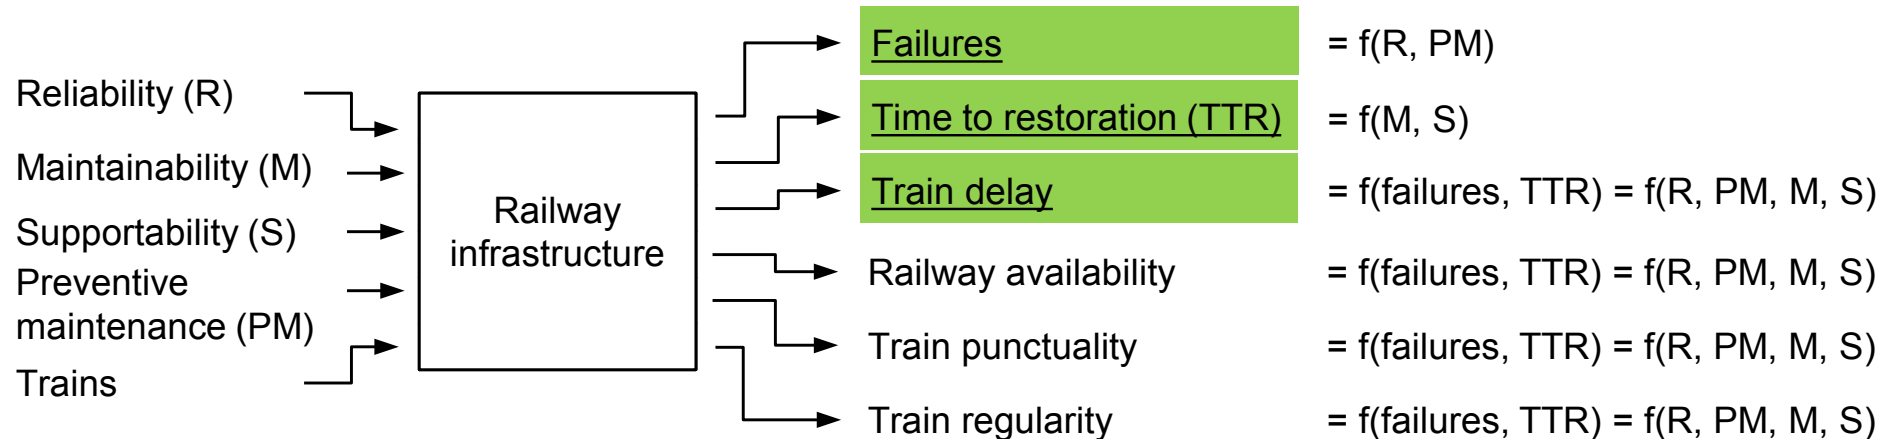 Reliability (R)
Maintainability (M)
Supportability (S)
Preventive
maintenance (PM)
Trains
Railway
infrastructure
Failures = f(R, PM)
Time to restoration (TTR) = f(M, S)
Train delay = f(failures, TTR) = f(R, PM, M, S)
Railway availability = f(failures, TTR) = f(R, PM, M, S)
Train punctuality = f(failures, TTR) = f(R, PM, M, S)
Train regularity = f(failures, TTR) = f(R, PM, M, S)